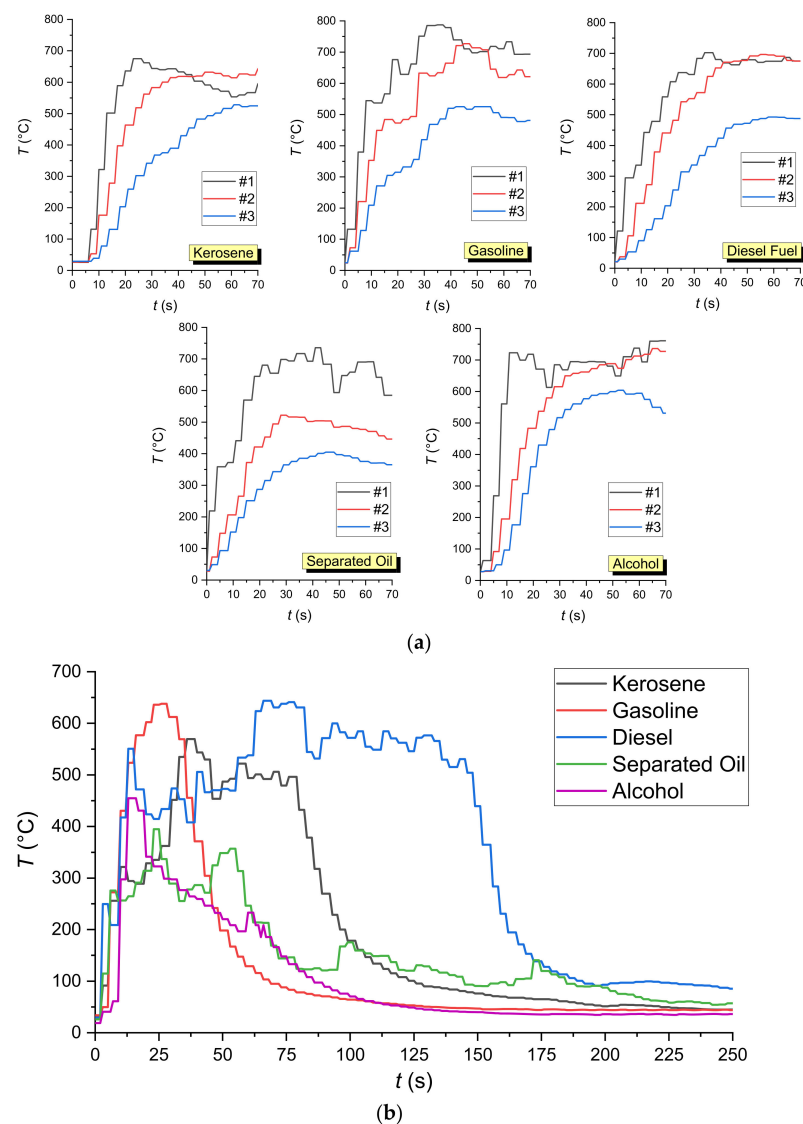 800
700
600
500
400
300
200
100
0
T (°C)
#1
#2
#3
Kerosene
0 10 20 30 40 50 60 70
t (s)
800
700
600
500
400
300
200
100
0
T (°C)
#1
#2
#3
Gasoline
0 10 20 30 40 50 60 70
t (s)
800
700
600
500
400
300
200
100
0
T (°C)
#1
#2
#3
Diesel Fuel
0 10 20 30 40 50 60 70
t (s)
800
700
600
500
400
300
200
100
0
T (°C)
#1
#2
#3
Separated Oil
0 10 20 30 40 50 60 70
t (s)
800
700
600
500
400
300
200
100
0
T (°C)
#1
#2
#3
Alcohol
0 10 20 30 40 50 60 70
t (s)
(a)
700
600
500
400
300
200
100
0
T (°C)
Kerosene
Gasoline
Diesel
Separated Oil
Alcohol
0 25 50 75 100 125 150 175 200 225 250
t (s)
(b)